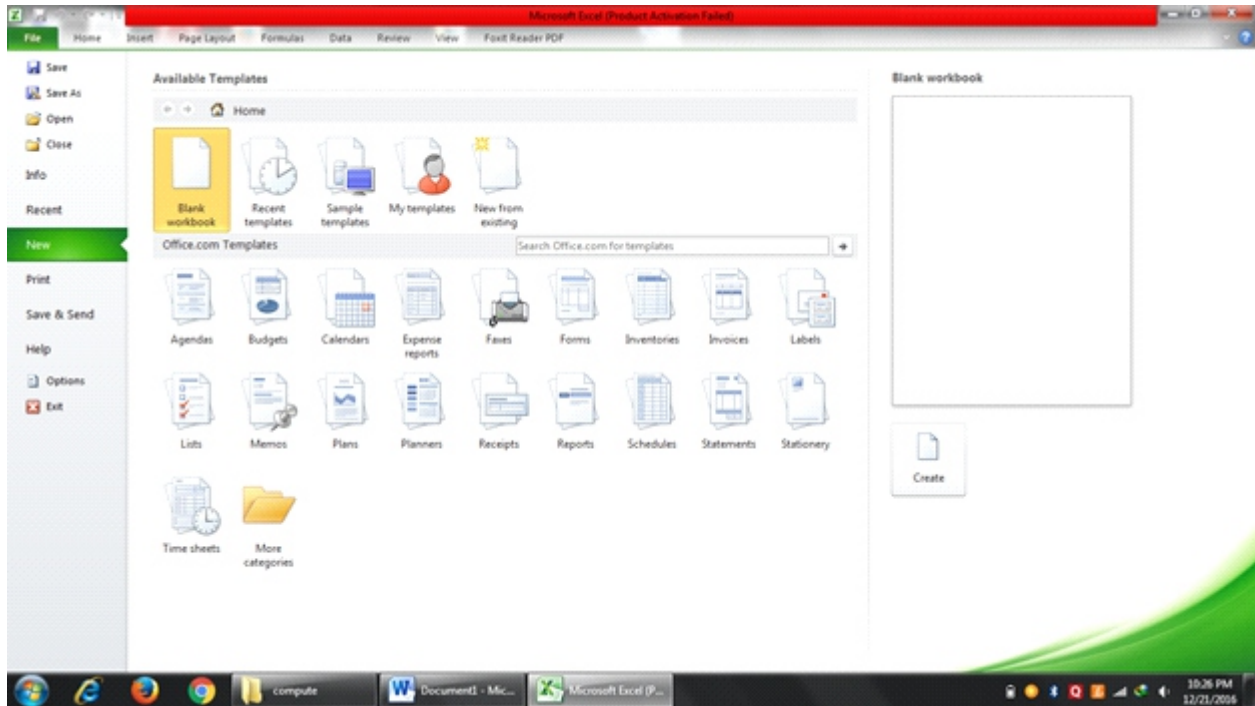 Microsoft Excel (Product Activation Failed)
File Home Insert Page Layout Formulas Data Review View Foxit Reader PDF
Save
Save As
Open
Close
Info
Recent
New
Print
Save & Send
Help
Options
Exit
Available Templates
Home
Blank workbook
Recent templates
Sample templates
My templates
New from existing
Office.com Templates
Search Office.com for templates
Agendas
Budgets
Calendars
Expense reports
Faxes
Forms
Inventories
Invoices
Labels
Lists
Memos
Plans
Planners
Receipts
Reports
Schedules
Statements
Stationery
Time sheets
More categories
Blank workbook
Create
compute
Document1 - Mic...
Microsoft Excel (P...
10:26 PM
12/21/2016